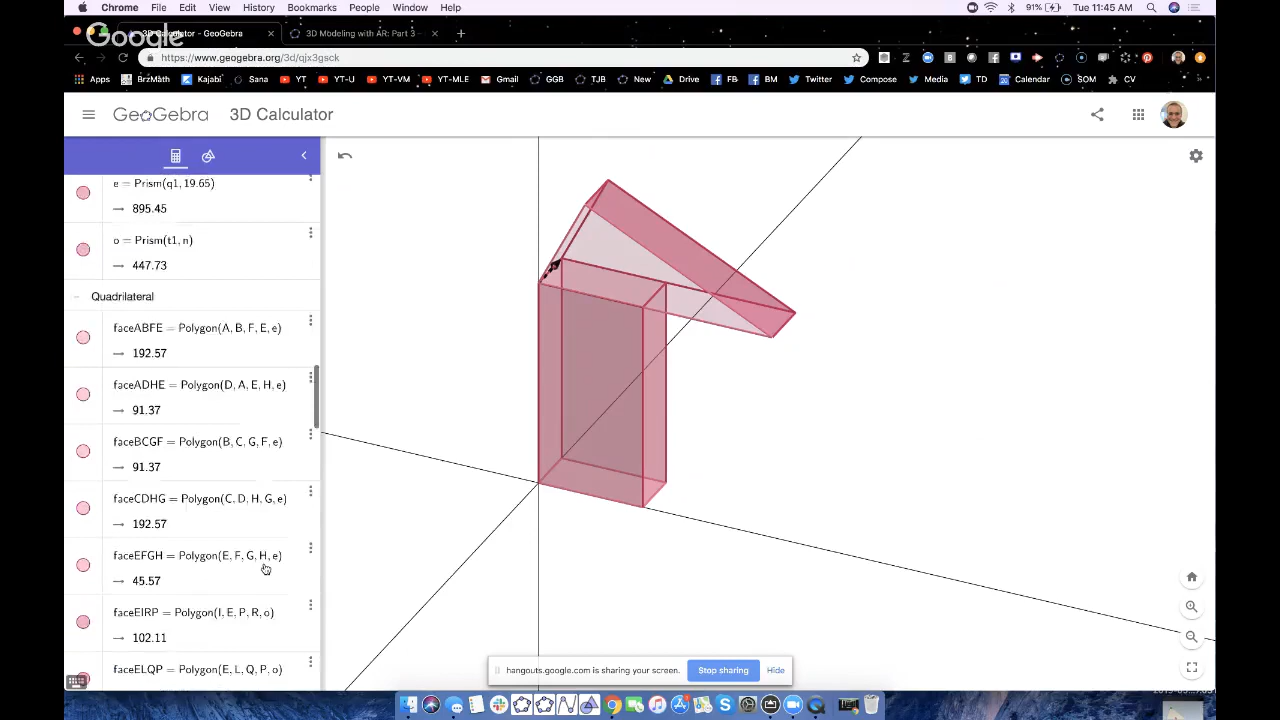 Chrome File Edit View History Bookmarks People Window Help 91% Tue 11:45 AM
Google
3D Calculator - GeoGebra 3D Modeling with AR: Part 3 -
https://www.geogebra.org/3d/qjx3gsck
Apps BrzMath Kajabi Sana YT YT-U YT-VM YT-MLE Gmail GGB TJB New Drive FB BM Twitter Compose Media TD Calendar SOM CV
GeoGebra 3D Calculator
e = Prism(q1, 19.65)
→ 895.45
o = Prism(t1, n)
→ 447.73
Quadrilateral
faceABFE = Polygon(A, B, F, E, e)
→ 192.57
faceADHE = Polygon(D, A, E, H, e)
→ 91.37
faceBCGF = Polygon(B, C, G, F, e)
→ 91.37
faceCDHG = Polygon(C, D, H, G, e)
→ 192.57
faceEFGH = Polygon(E, F, G, H, e)
→ 45.57
faceEIRP = Polygon(I, E, P, R, o)
→ 102.11
faceELQP = Polygon(E, L, Q, P, o)
hangouts.google.com is sharing your screen. Stop sharing Hide